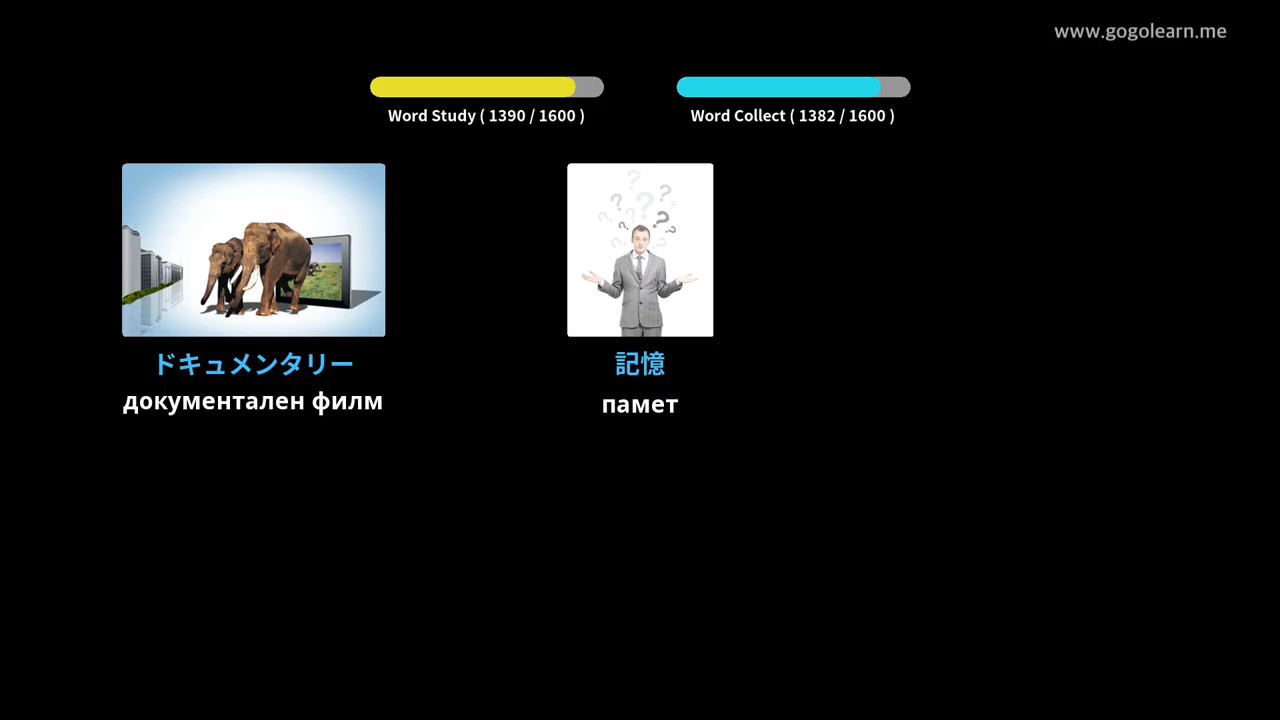 www.gogolearn.me
Word Study ( 1390 / 1600 )
Word Collect ( 1382 / 1600 )
ドキュメンタリー
документален филм
記憶
памет